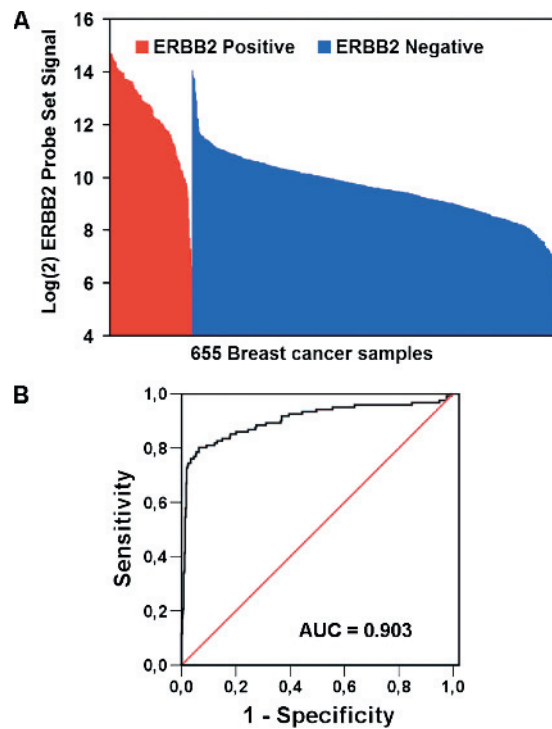 A
Log(2) ERBB2 Probe Set Signal
16
14
12
10
8
6
4
ERBB2 Positive
ERBB2 Negative
655 Breast cancer samples
B
Sensitivity
1,0
0,8
0,6
0,4
0,2
0,0
AUC = 0.903
0,0 0,2 0,4 0,6 0,8 1,0
1 - Specificity